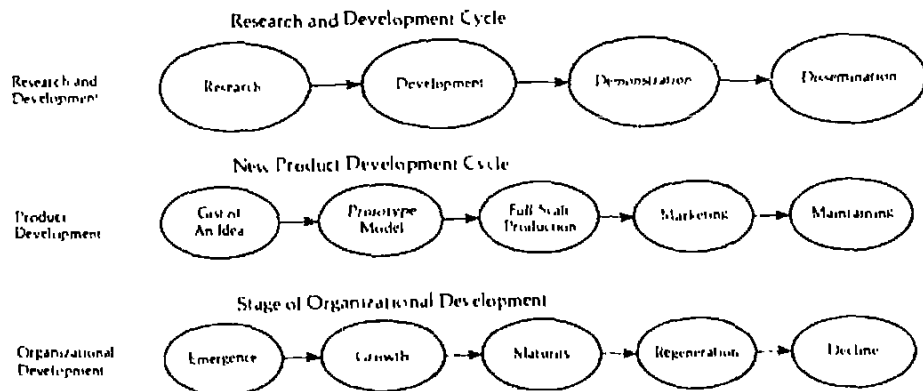 Research and Development Cycle
Research and
Development
Research
Development
Demonstration
Dissemination
New Product Development Cycle
Product
Development
Gist of
An Idea
Prototype
Model
Full Scale
Production
Marketing
Maintaining
Stage of Organizational Development
Organizational
Development
Emergence
Growth
Maturity
Regeneration
Decline